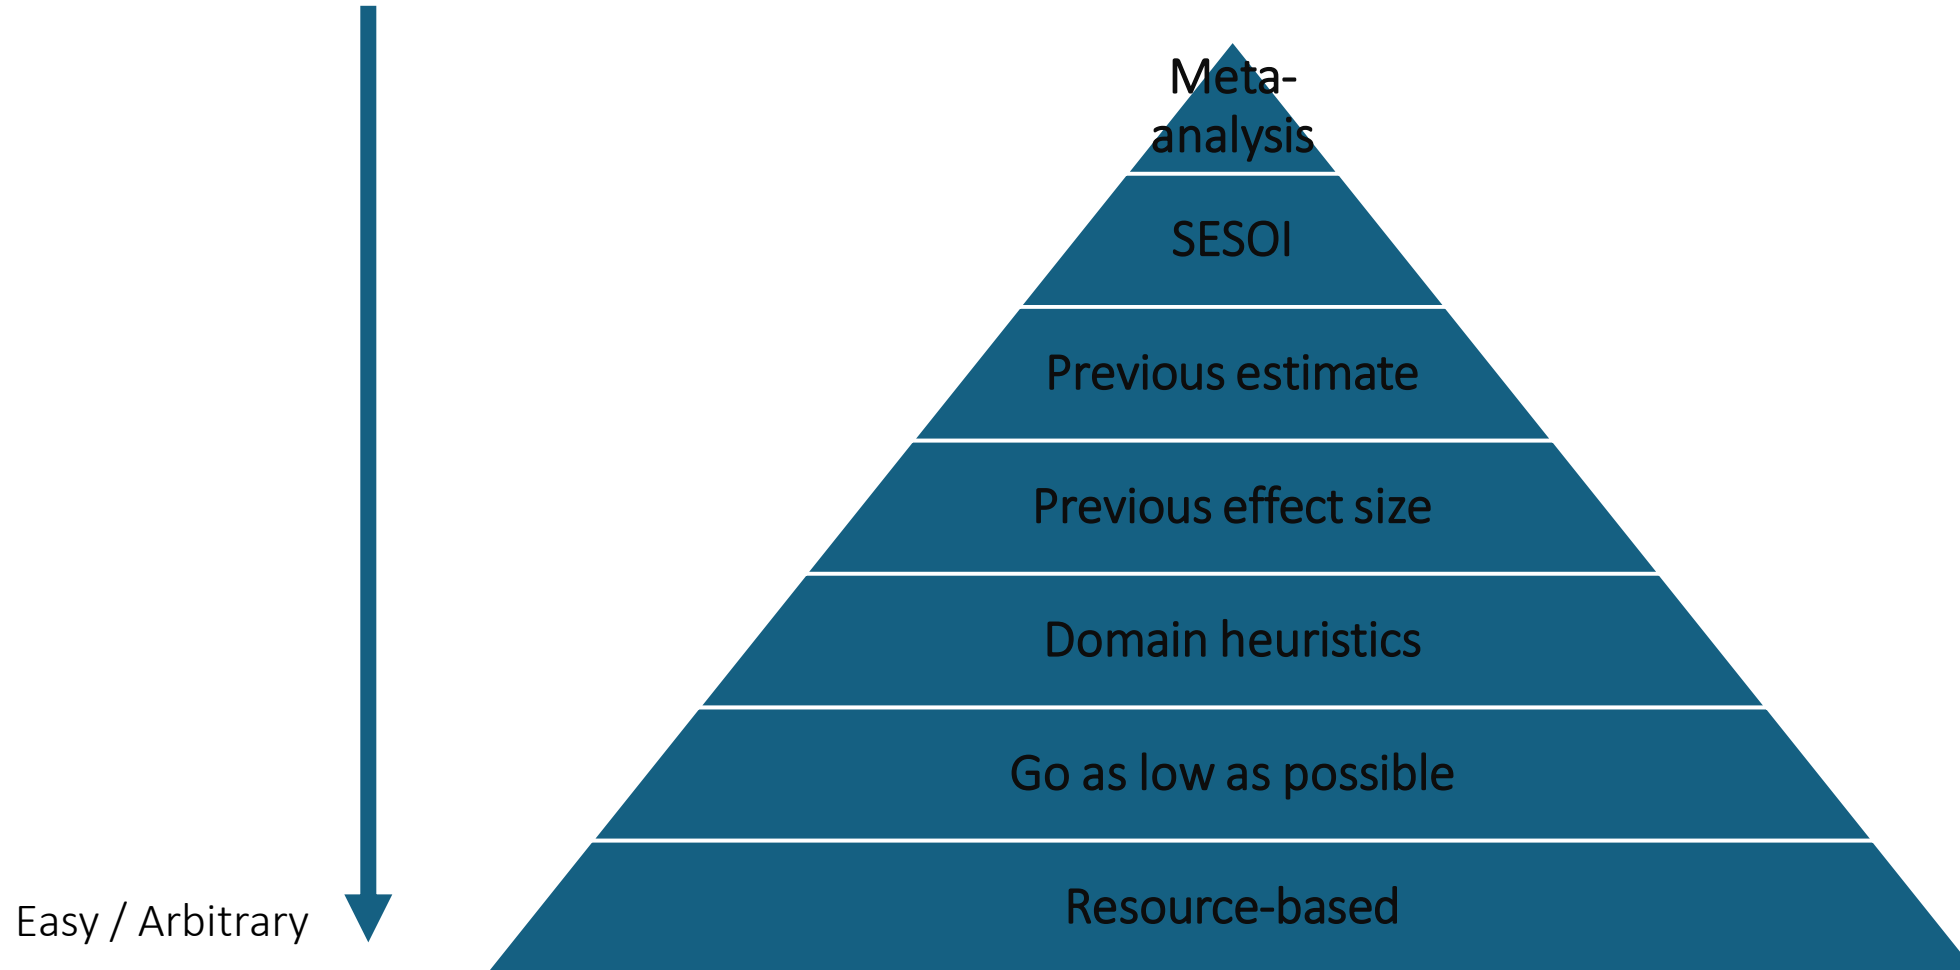 Meta-
analysis
SESOI
Previous estimate
Previous effect size
Domain heuristics
Go as low as possible
Resource-based
Easy / Arbitrary